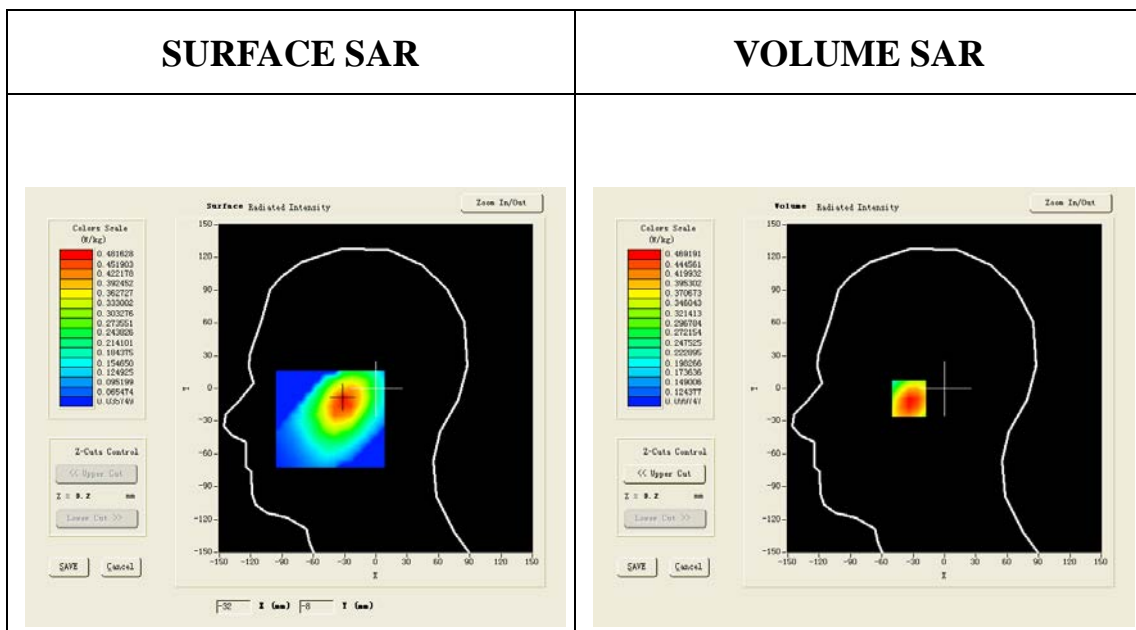 SURFACE SAR
VOLUME SAR
Surface Radiated Intensity
Zoom In/Out
Colors Scale
(W/kg)
0.481628
0.451903
0.422178
0.392452
0.362727
0.333002
0.303276
0.273551
0.243826
0.214101
0.184375
0.154650
0.124925
0.095199
0.065474
0.035749
150
120
90
60
30
0
-30
-60
-90
-120
-150
Y
-150 -120 -90 -60 -30 0 30 60 90 120 150
X
Z-Cuts Control
<< Upper Cut
Z = 0.2 mm
Lower Cut >>
SAVE Cancel
-32 X (mm) -8 Y (mm)
Volume Radiated Intensity
Zoom In/Out
Colors Scale
(W/kg)
0.469191
0.444561
0.419932
0.395302
0.370673
0.346043
0.321413
0.296784
0.272154
0.247525
0.222895
0.198266
0.173636
0.149006
0.124377
0.099747
150
120
90
60
30
0
-30
-60
-90
-120
-150
Y
-150 -120 -90 -60 -30 0 30 60 90 120 150
X
Z-Cuts Control
<< Upper Cut
Z = 0.2 mm
Lower Cut >>
SAVE Cancel